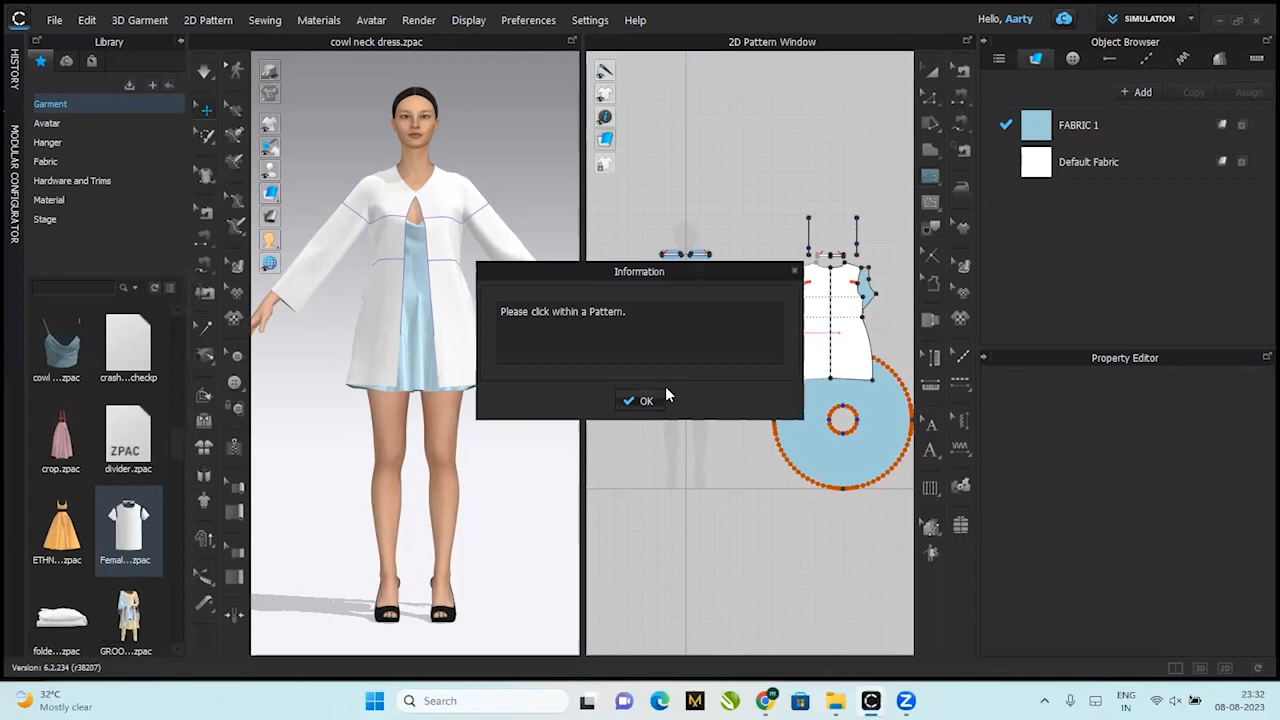 File Edit 3D Garment 2D Pattern Sewing Materials Avatar Render Display Preferences Settings Help
Hello, Aarty
SIMULATION
HISTORY
MODULAR CONFIGURATOR
Library
cowl neck dress.zpac
2D Pattern Window
Object Browser
Garment
Avatar
Hanger
Fabric
Hardware and Trims
Material
Stage
+ Add Copy Assign
FABRIC 1
Default Fabric
Information
Please click within a Pattern.
OK
Property Editor
cowl ...zpac
crash...checkp
ZPAC
crop.zpac
divider.zpac
ETHN...zpac
Femal...zpac
folde...zpac
GROO...zpac
Version: 6.2.234 (r38207)
3D
2D
32°C
Mostly clear
Search
ENG
IN
23:32
08-08-2023